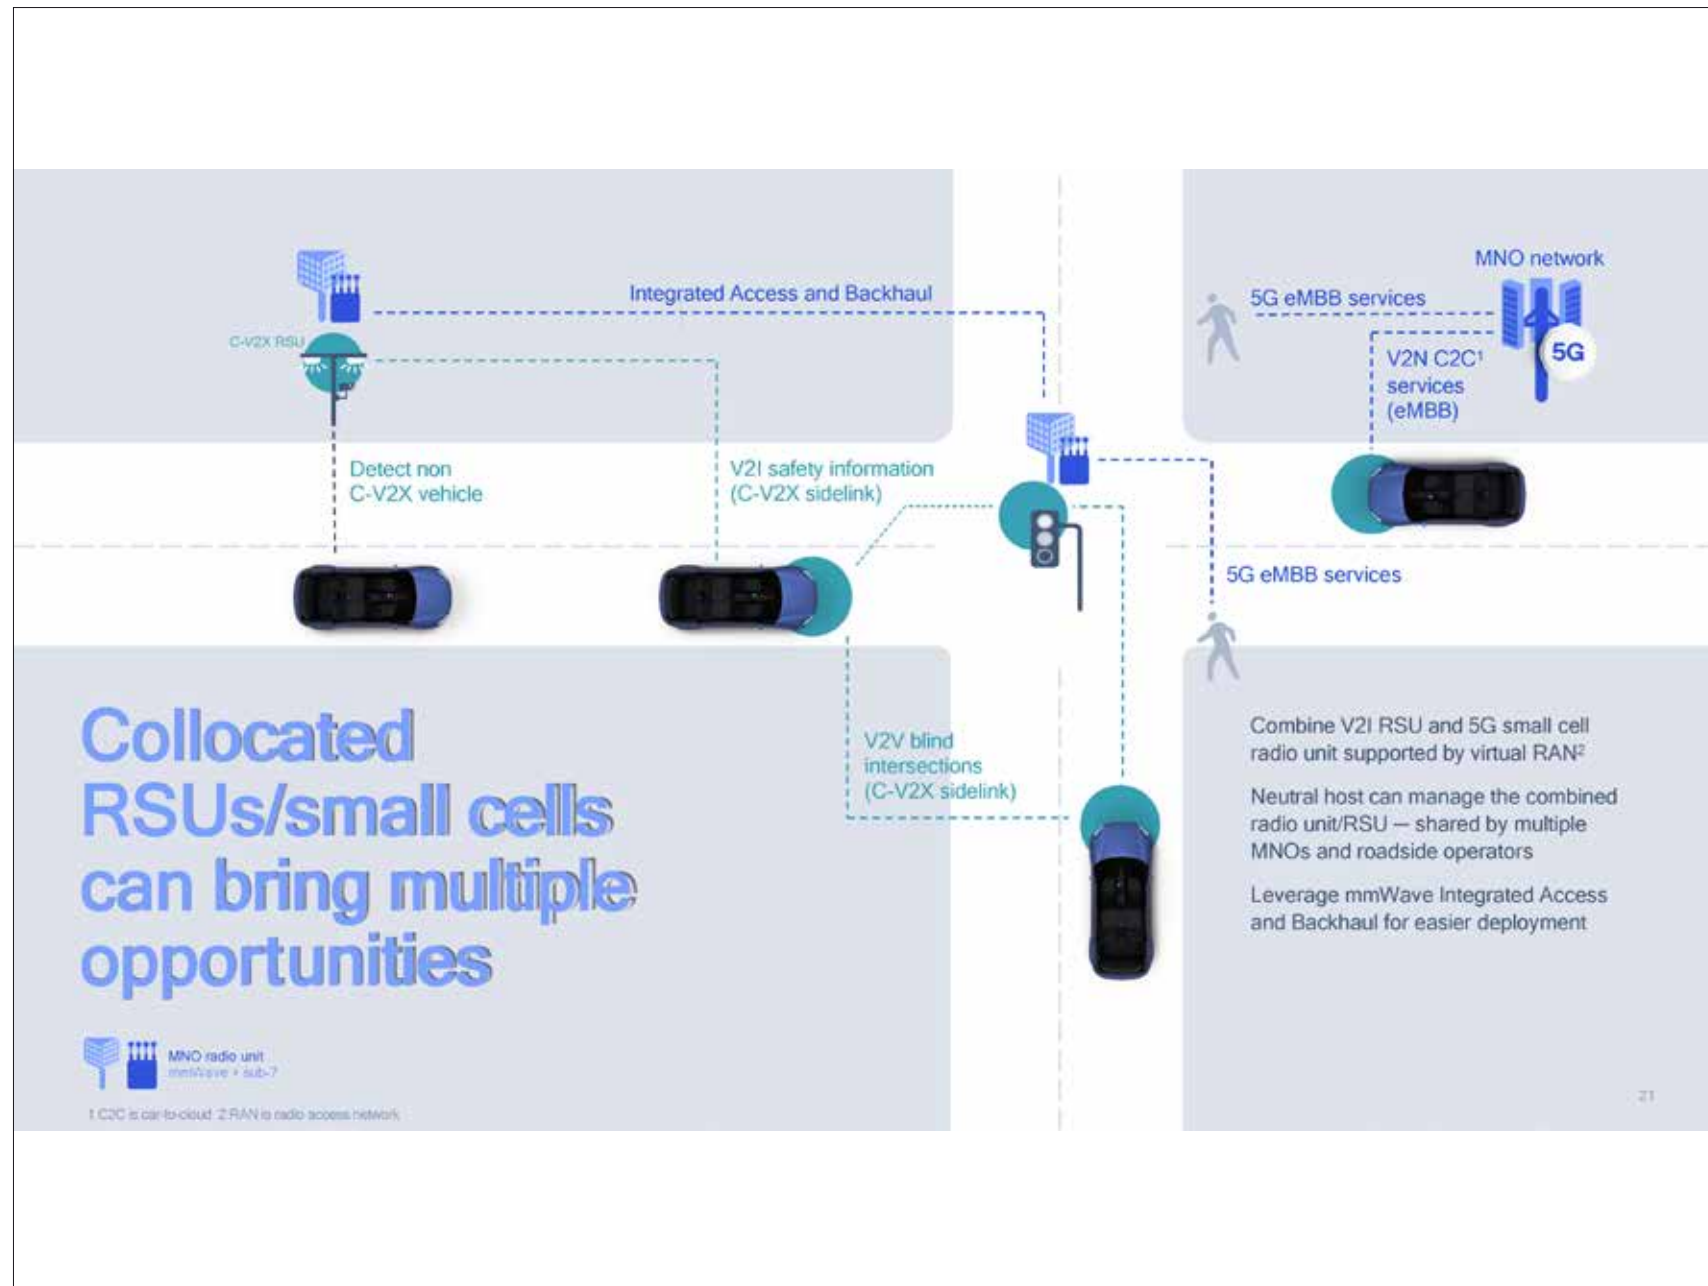 MNO network
Integrated Access and Backhaul
5G eMBB services
C-V2X RSU
5G
V2N C2C¹
services
(eMBB)
Detect non
C-V2X vehicle
V2I safety information
(C-V2X sidelink)
5G eMBB services
V2V blind
intersections
(C-V2X sidelink)
Collocated
RSUs/small cells
can bring multiple
opportunities
Combine V2I RSU and 5G small cell
radio unit supported by virtual RAN²
Neutral host can manage the combined
radio unit/RSU — shared by multiple
MNOs and roadside operators
Leverage mmWave Integrated Access
and Backhaul for easier deployment
MNO radio unit
mmWave + sub-7
1 C2C is car-to-cloud 2 RAN is radio access network
21